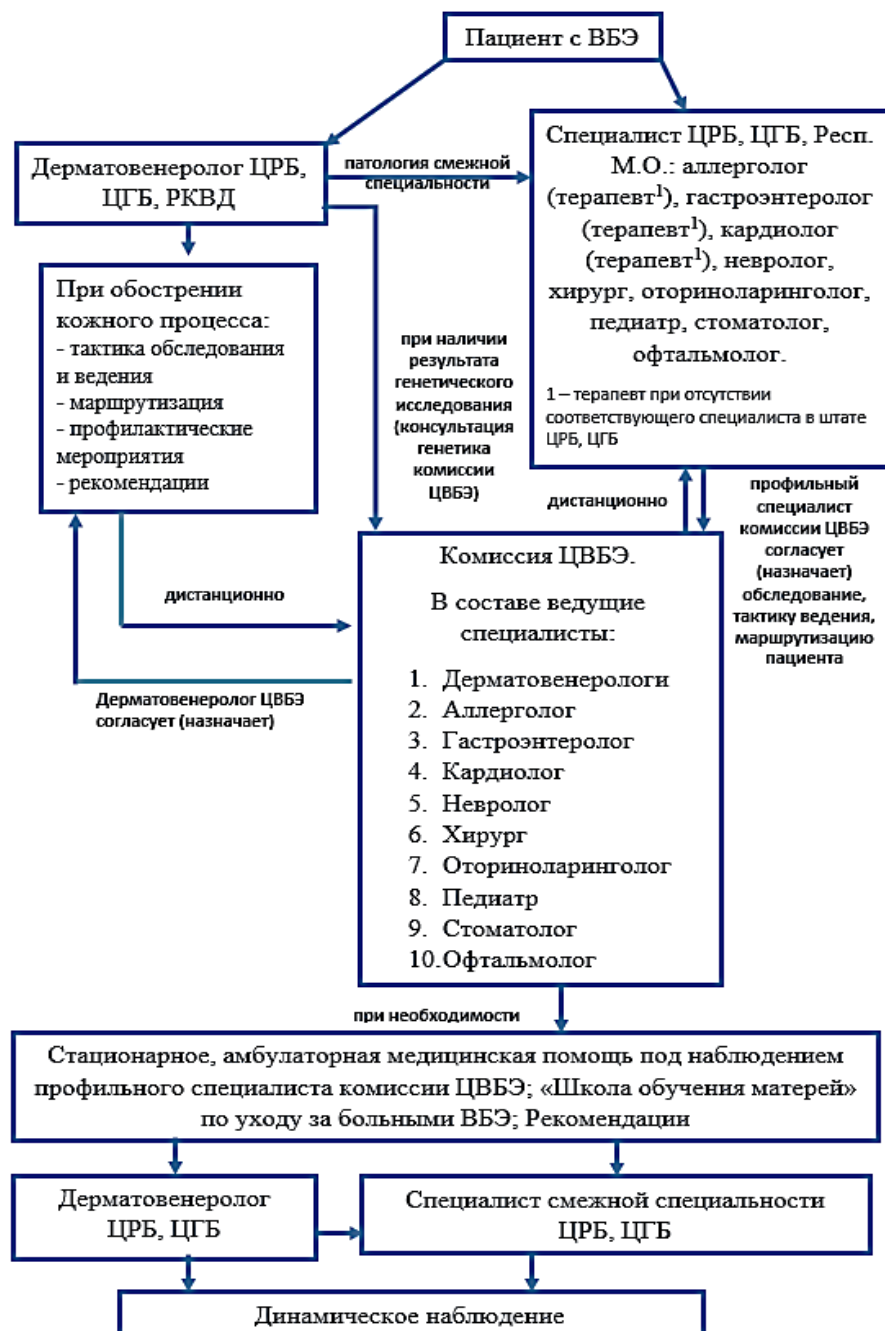 Пациент с ВБЭ
Дерматовенеролог ЦРБ,
ЦГБ, РКВД
патология смежной
специальности
Специалист ЦРБ, ЦГБ, Респ.
М.О.: аллерголог
(терапевт¹), гастроэнтеролог
(терапевт¹), кардиолог
(терапевт¹), невролог,
хирург, оториноларинголог,
педиатр, стоматолог,
офтальмолог.
1 – терапевт при отсутствии
соответствующего специалиста в штате
ЦРБ, ЦГБ
При обострении
кожного процесса:
- тактика обследования
и ведения
- маршрутизация
- профилактические
мероприятия
- рекомендации
при наличии
результата
генетического
исследования
(консультация
генетика
комиссии
ЦВБЭ)
дистанционно
профильный
специалист
комиссии ЦВБЭ
согласует
(назначает)
обследование,
тактику ведения,
маршрутизацию
пациента
дистанционно
Дерматовенеролог ЦВБЭ
согласует (назначает)
Комиссия ЦВБЭ.
В составе ведущие
специалисты:
1. Дерматовенерологи
2. Аллерголог
3. Гастроэнтеролог
4. Кардиолог
5. Невролог
6. Хирург
7. Оториноларинголог
8. Педиатр
9. Стоматолог
10.Офтальмолог
при необходимости
Стационарное, амбулаторная медицинская помощь под наблюдением
профильного специалиста комиссии ЦВБЭ; «Школа обучения матерей»
по уходу за больными ВБЭ; Рекомендации
Дерматовенеролог
ЦРБ, ЦГБ
Специалист смежной специальности
ЦРБ, ЦГБ
Динамическое наблюдение